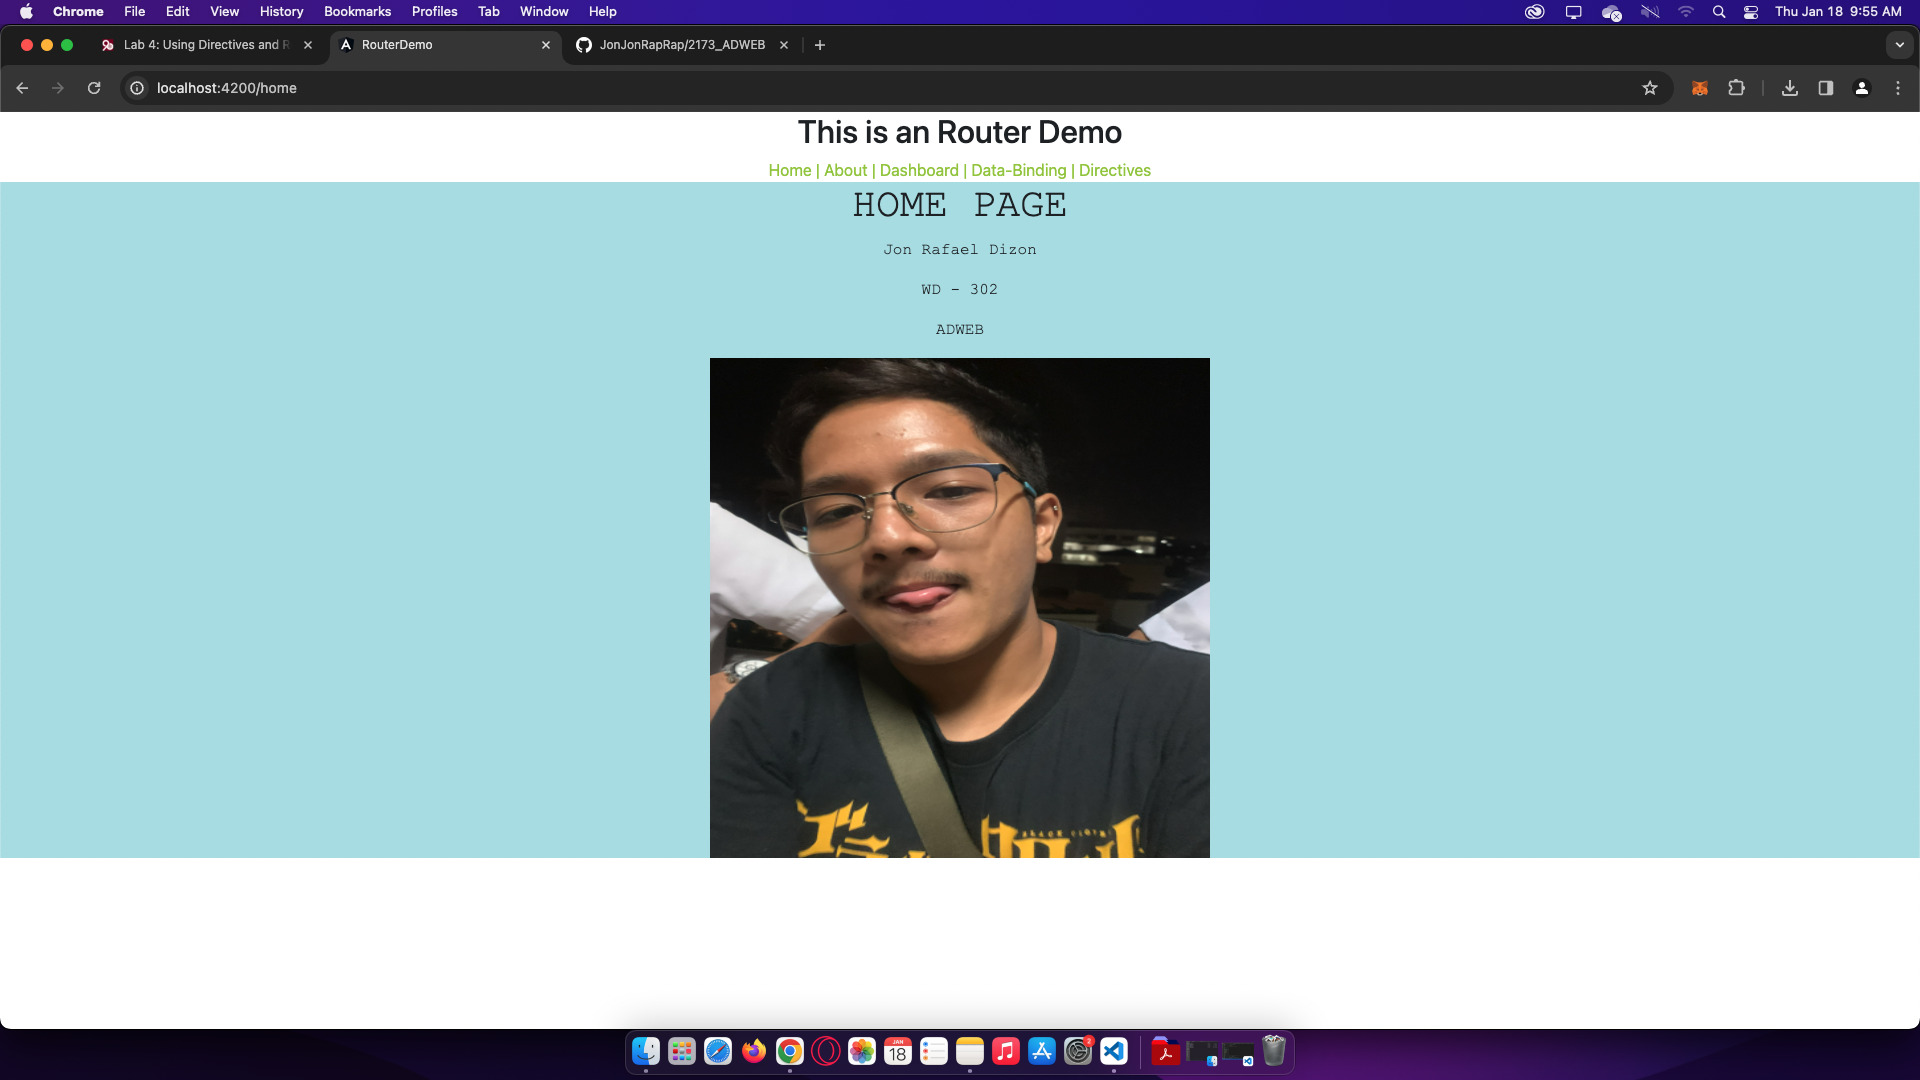 Chrome File Edit View History Bookmarks Profiles Tab Window Help Thu Jan 18 9:55 AM
Lab 4: Using Directives and R RouterDemo JonJonRapRap/2173_ADWEB
localhost:4200/home
This is an Router Demo
Home | About | Dashboard | Data-Binding | Directives
HOME PAGE
Jon Rafael Dizon
WD - 302
ADWEB
JAN
18
2